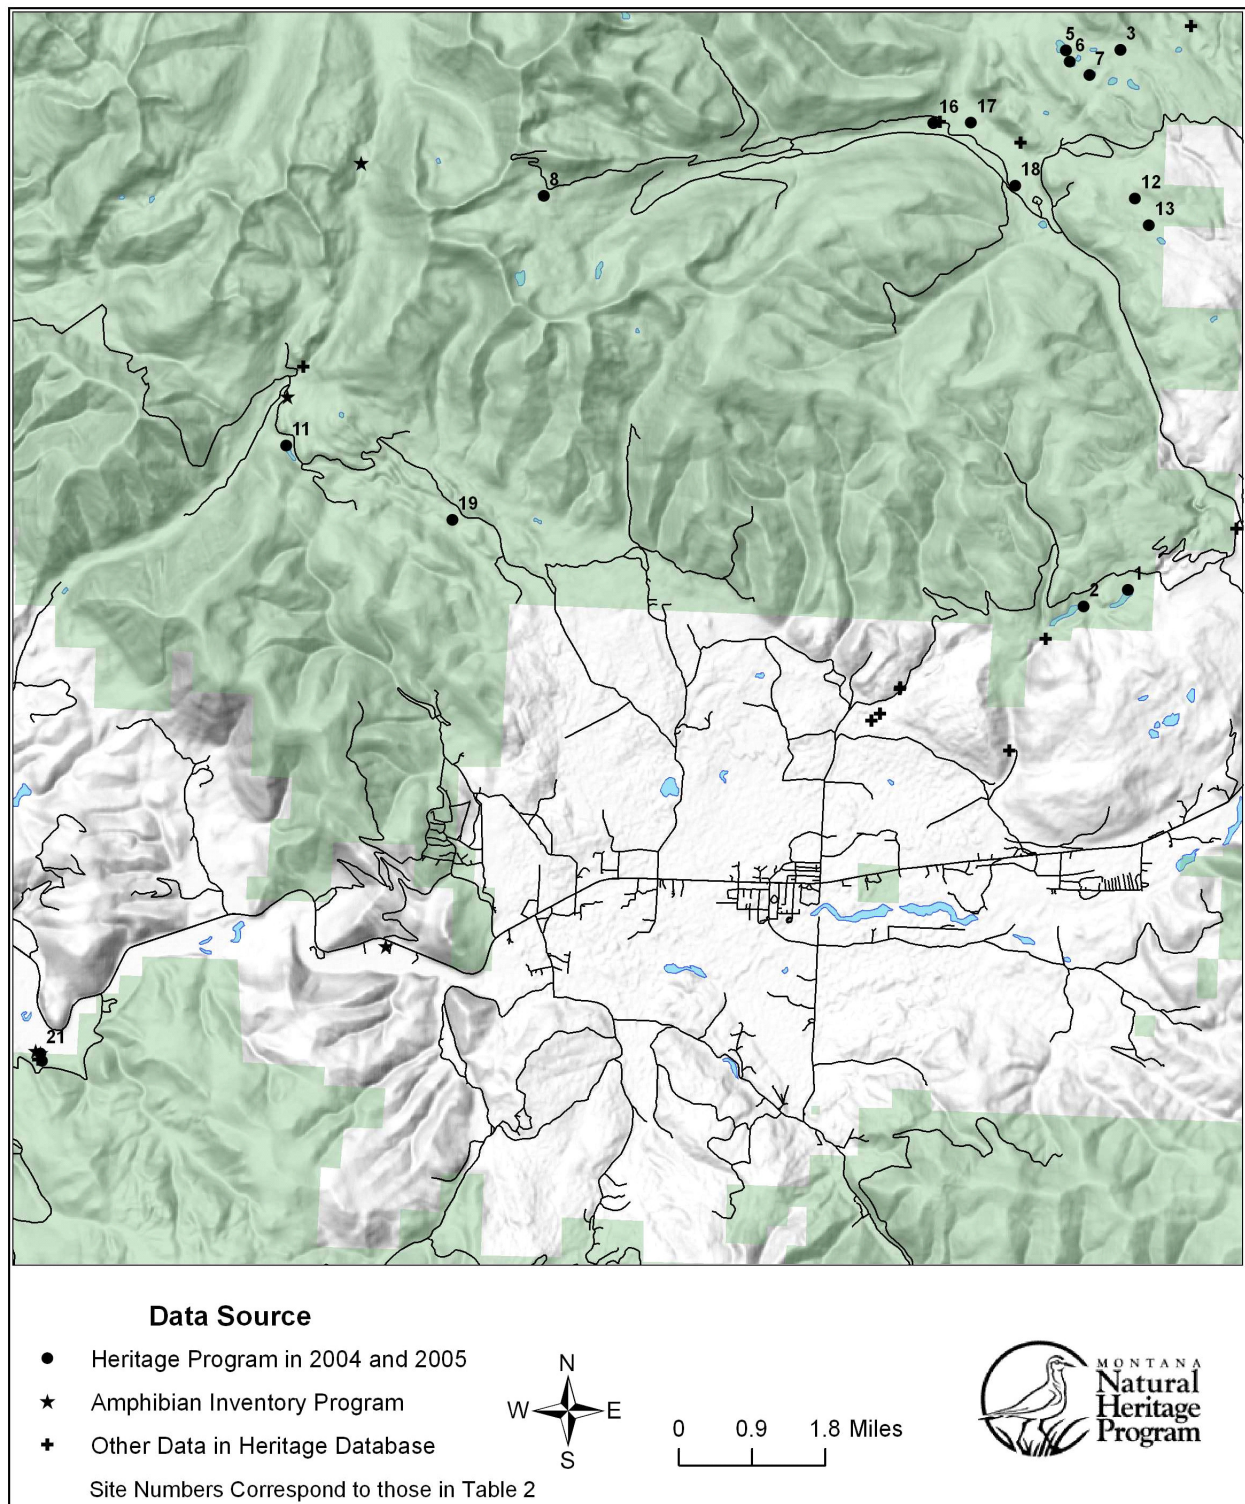 5
3
6
7
16
17
18
8
12
13
11
19
1
2
21
Data Source
Heritage Program in 2004 and 2005
Amphibian Inventory Program
Other Data in Heritage Database
Site Numbers Correspond to those in Table 2
N
W
E
S
0
0.9
1.8 Miles
MONTANA
Natural
Heritage
Program